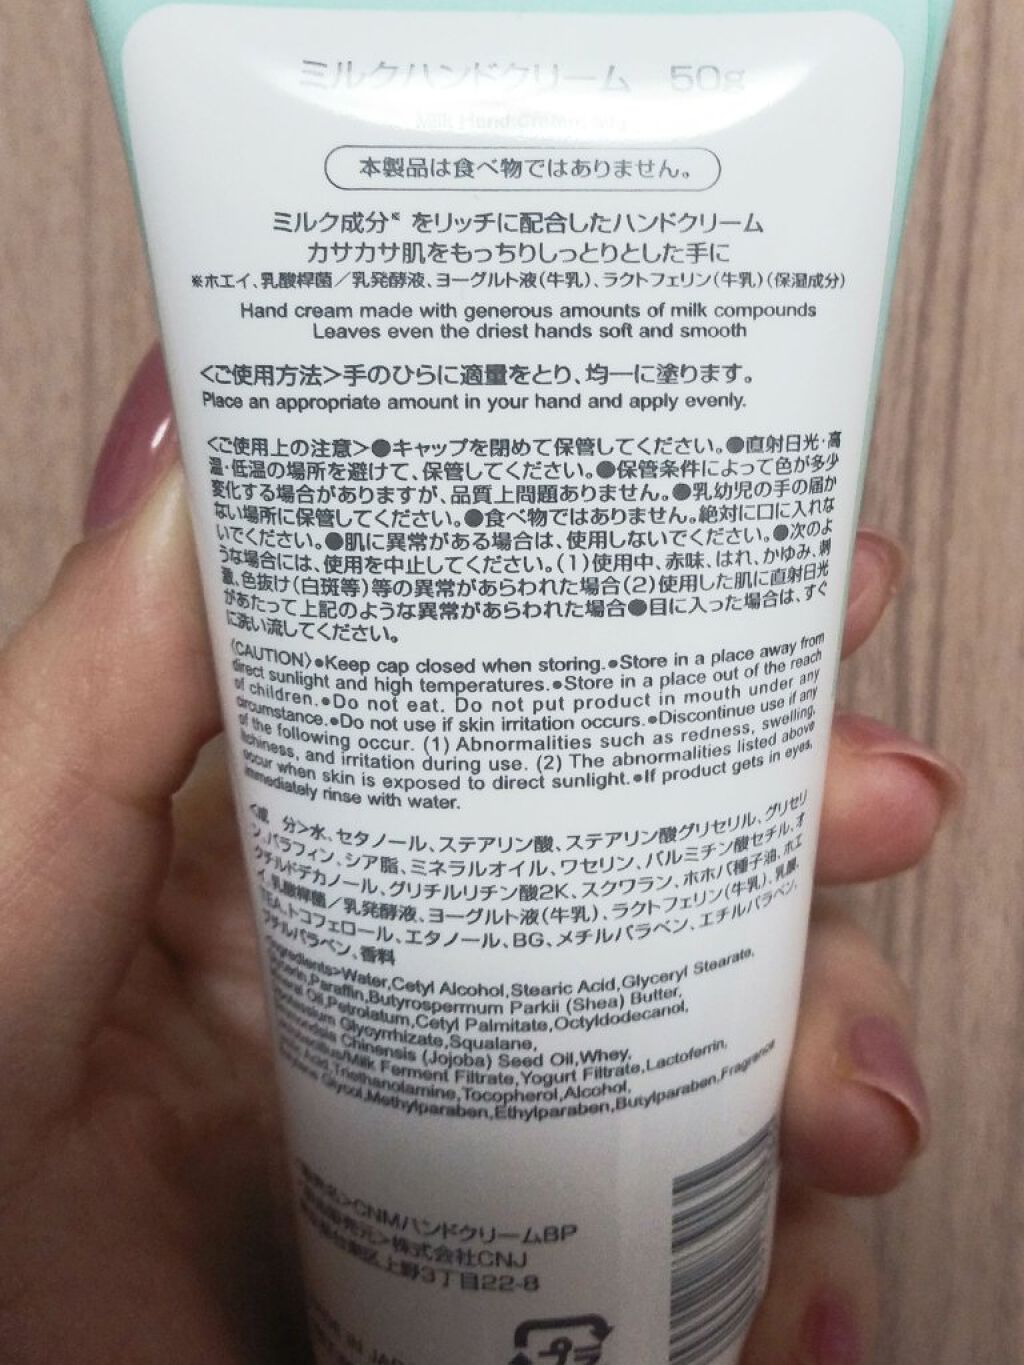 ミルクハンドクリーム 50g
Milk Hand Cream 50g
本製品は食べ物ではありません。
ミルク成分※をリッチに配合したハンドクリーム
カサカサ肌をもっちりしっとりとした手に
※ホエイ、乳酸桿菌／乳発酵液、ヨーグルト液（牛乳）、ラクトフェリン（牛乳）（保湿成分）
Hand cream made with generous amounts of milk compounds
Leaves even the driest hands soft and smooth
＜ご使用方法＞手のひらに適量をとり、均一に塗ります。
Place an appropriate amount in your hand and apply evenly.
＜ご使用上の注意＞●キャップを閉めて保管してください。●直射日光・高
温・低温の場所を避けて、保管してください。●保管条件によって色が多少
変化する場合がありますが、品質上問題ありません。●乳幼児の手の届か
ない場所に保管してください。●食べ物ではありません。絶対に口に入れな
いでください。●肌に異常がある場合は、使用しないでください。●次のよ
うな場合には、使用を中止してください。（1）使用中、赤味、はれ、かゆみ、刺
激、色抜け（白斑等）等の異常があらわれた場合（2）使用した肌に直射日光
があたって上記のような異常があらわれた場合●目に入った場合は、すぐ
に洗い流してください。
〈CAUTION〉●Keep cap closed when storing.●Store in a place away from
direct sunlight and high temperatures.●Store in a place out of the reach
of children.●Do not eat. Do not put product in mouth under any
circumstance.●Do not use if skin irritation occurs.●Discontinue use if any
of the following occur. (1) Abnormalities such as redness, swelling,
itchiness, and irritation during use. (2) The abnormalities listed above
occur when skin is exposed to direct sunlight.●If product gets in eyes,
immediately rinse with water.
＜成 分＞水、セタノール、ステアリン酸、ステアリン酸グリセリル、グリセリ
ン、パラフィン、シア脂、ミネラルオイル、ワセリン、パルミチン酸セチル、オ
クチルドデカノール、グリチルリチン酸2K、スクワラン、ホホバ種子油、ホエ
イ、乳酸桿菌／乳発酵液、ヨーグルト液（牛乳）、ラクトフェリン（牛乳）、乳酸、
TEA、トコフェロール、エタノール、BG、メチルパラベン、エチルパラベン、
ブチルパラベン、香料
Ingredients>Water,Cetyl Alcohol,Stearic Acid,Glyceryl Stearate,
Glycerin,Paraffin,Butyrospermum Parkii (Shea) Butter,
Mineral Oil,Petrolatum,Cetyl Palmitate,Octyldodecanol,
Glycyrrhizate,Squalane,
Chinensis (Jojoba) Seed Oil,Whey,
Ferment Filtrate,Yogurt Filtrate,Lactoferrin,
Acid,Triethanolamine,Tocopherol,Alcohol,
Glycol,Methylparaben,Ethylparaben,Butylparaben,Fragrance
CNMハンドクリームBP
株式会社CNJ
上野3丁目22-8
プラ